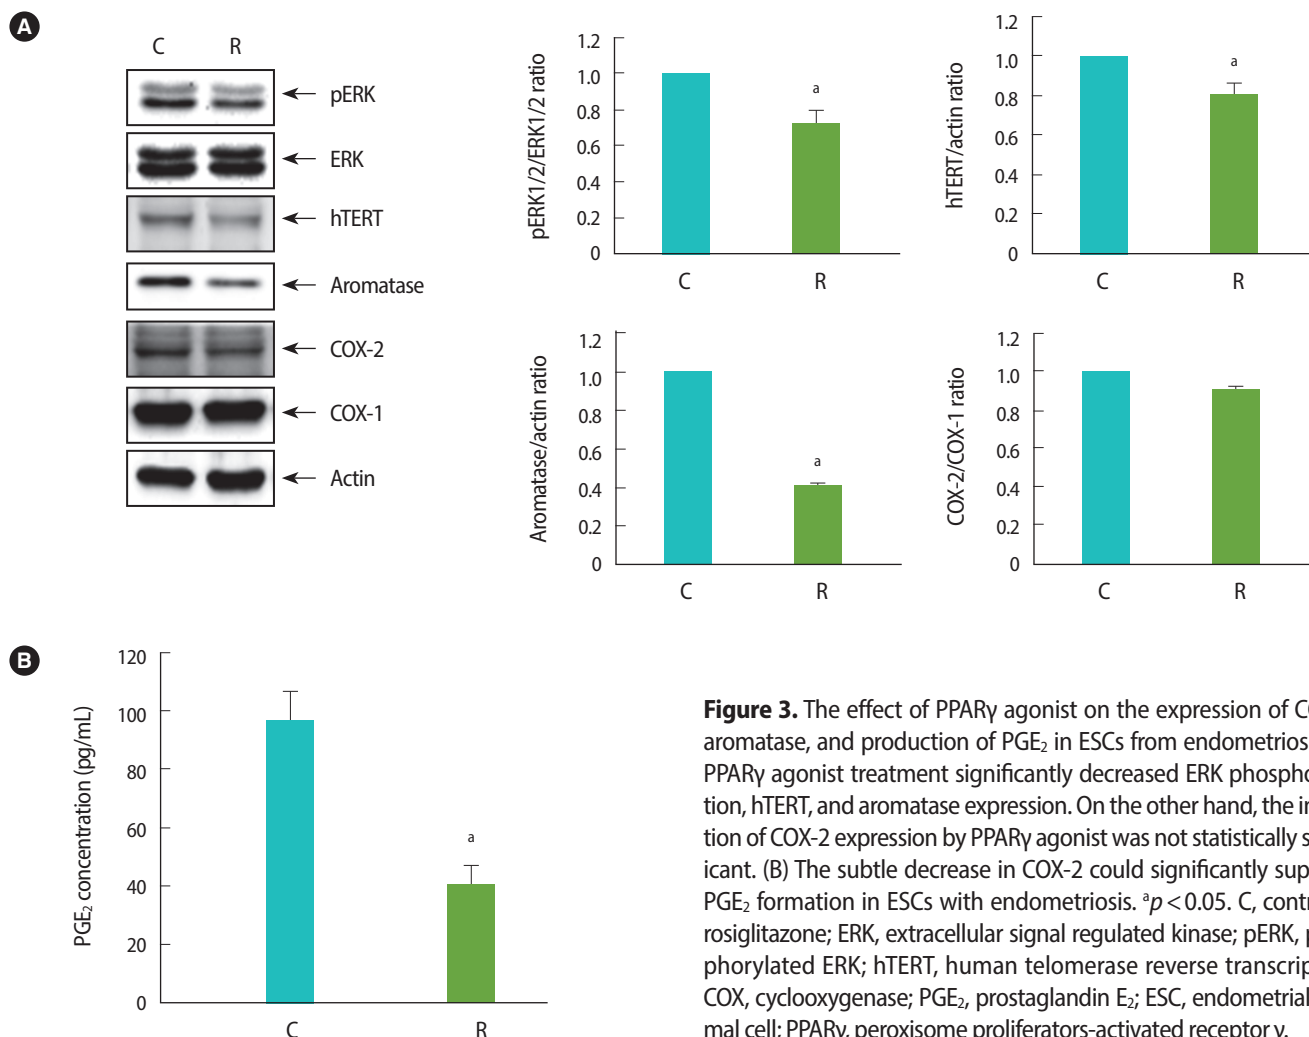 A
C R
pERK
ERK
hTERT
Aromatase
COX-2
COX-1
Actin
pERK1/2/ERK1/2 ratio
1.2
1.0
0.8
0.6
0.4
0.2
0
a
C R
hTERT/actin ratio
1.2
1.0
0.8
0.6
0.4
0.2
0
a
C R
Aromatase/actin ratio
1.2
1.0
0.8
0.6
0.4
0.2
0
a
C R
COX-2/COX-1 ratio
1.2
1.0
0.8
0.6
0.4
0.2
0
C R
B
PGE₂ concentration (pg/mL)
120
100
80
60
40
20
0
a
C R
Figure 3. The effect of PPARγ agonist on the expression of
aromatase, and production of PGE₂ in ESCs from
PPARγ agonist treatment significantly decreased ERK
tion, hTERT, and aromatase expression. On the other hand, the
tion of COX-2 expression by PPARγ agonist was not statistically
icant. (B) The subtle decrease in COX-2 could significantly
PGE₂ formation in ESCs with endometriosis. ᵃp < 0.05. C,
rosiglitazone; ERK, extracellular signal regulated kinase; pERK,
phorylated ERK; hTERT, human telomerase reverse
COX, cyclooxygenase; PGE₂, prostaglandin E₂; ESC, endometrial
mal cell; PPARγ, peroxisome proliferators-activated receptor γ.